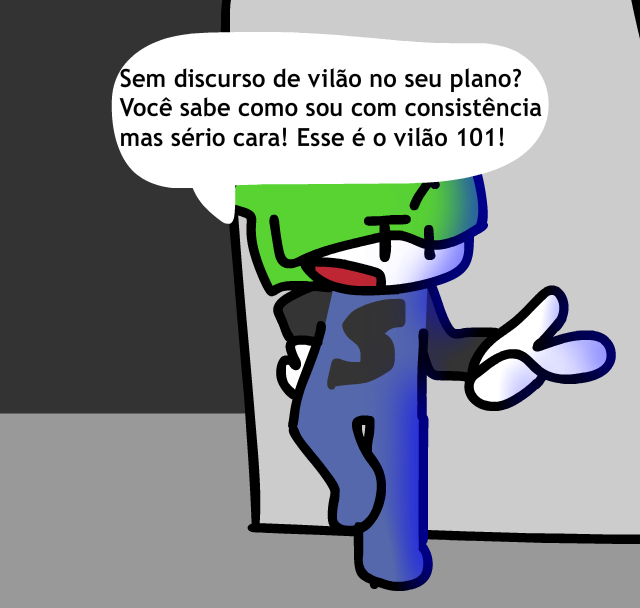 Sem discurso de vilão no seu plano?
Você sabe como sou com consistência
mas sério cara! Esse é o vilão 101!
S